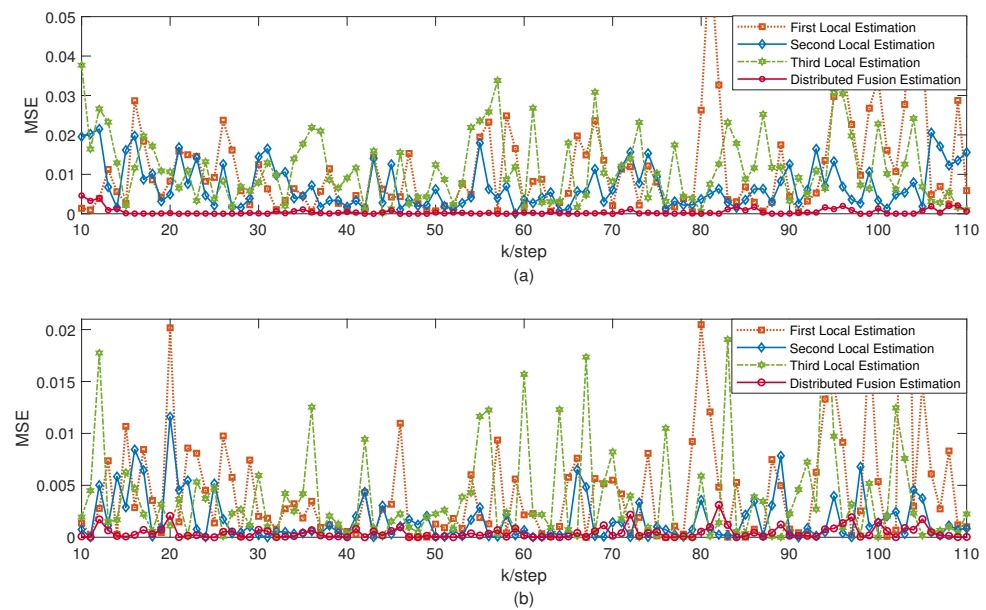 0.05
0.04
0.03
0.02
0.01
0
MSE
First Local Estimation
Second Local Estimation
Third Local Estimation
Distributed Fusion Estimation
10 20 30 40 50 60 70 80 90 100 110
k/step
(a)
0.02
0.015
0.01
0.005
0
MSE
First Local Estimation
Second Local Estimation
Third Local Estimation
Distributed Fusion Estimation
10 20 30 40 50 60 70 80 90 100 110
k/step
(b)